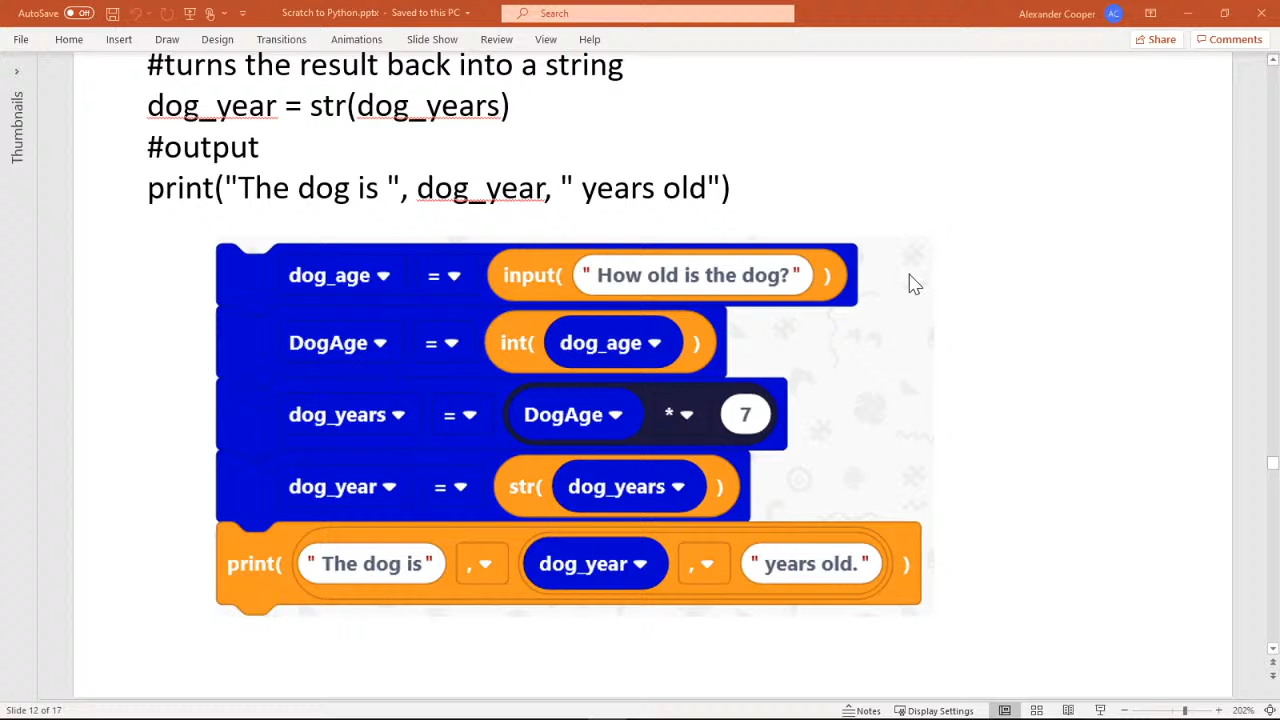 AutoSave Off Scratch to Python.pptx - Saved to this PC Search Alexander Cooper AC
File Home Insert Draw Design Transitions Animations Slide Show Review View Help Share Comments
Thumbnails
#turns the result back into a string
dog_year = str(dog_years)
#output
print("The dog is ", dog_year, " years old")
dog_age = input( " How old is the dog? " )
DogAge = int( dog_age )
dog_years = DogAge * 7
dog_year = str( dog_years )
print( " The dog is " , dog_year , " years old. " )
Slide 12 of 17 Notes Display Settings 202%